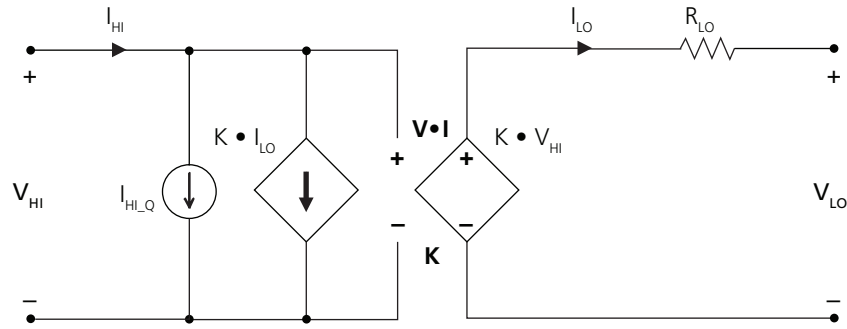 I_HI
I_LO
R_LO
+
+
K • I_LO
V•I
K • V_HI
+
+
V_HI
I_HI_Q
V_LO
–
–
K
–
–